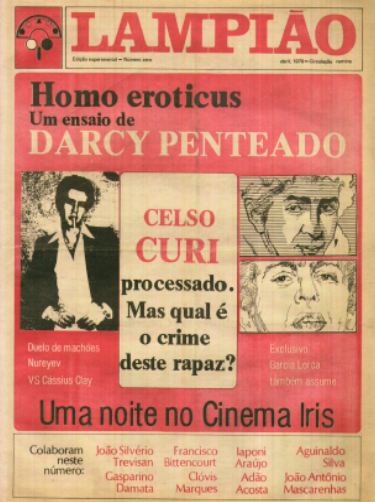 LAMPIÃO
Edição experimental – Número zero
abril, 1978 – Circulação restrita
Homo eroticus
Um ensaio de
DARCY PENTEADO
CELSO
CURI
processado.
Mas qual é
o crime
deste rapaz?
Duelo de machões
Nureyev
VS Cassius Clay
Exclusivo:
Garcia Lorca
também assume
Uma noite no Cinema Iris
Colaboram
neste
número:
João Silvério
Trevisan
Gasparino
Damata
Francisco
Bittencourt
Clóvis
Marques
Iaponi
Araújo
Adão
Acosta
Aguinaldo
Silva
João Antônio
Mascarenhas